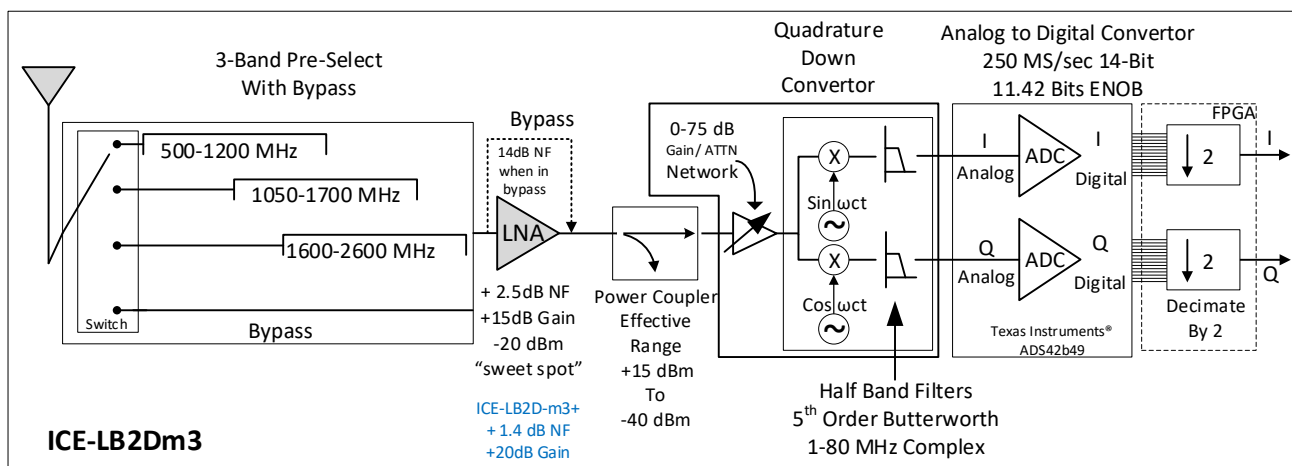 3-Band Pre-Select
With Bypass
500-1200 MHz
1050-1700 MHz
1600-2600 MHz
Switch
Bypass
Bypass
14dB NF
when in
bypass
LNA
+ 2.5dB NF
+15dB Gain
-20 dBm
“sweet spot”
ICE-LB2D-m3+
+ 1.4 dB NF
+20dB Gain
Power Coupler
Effective
Range
+15 dBm
To
-40 dBm
0-75 dB
Gain/ ATTN
Network
Quadrature
Down
Convertor
X
Sinωct
~
X
Cosωct
~
Half Band Filters
5th Order Butterworth
1-80 MHz Complex
Analog to Digital Convertor
250 MS/sec 14-Bit
11.42 Bits ENOB
I
Analog
ADC
I
Digital
Q
Analog
ADC
Q
Digital
Texas Instruments®
ADS42b49
FPGA
2
I
2
Q
Decimate
By 2
ICE-LB2Dm3